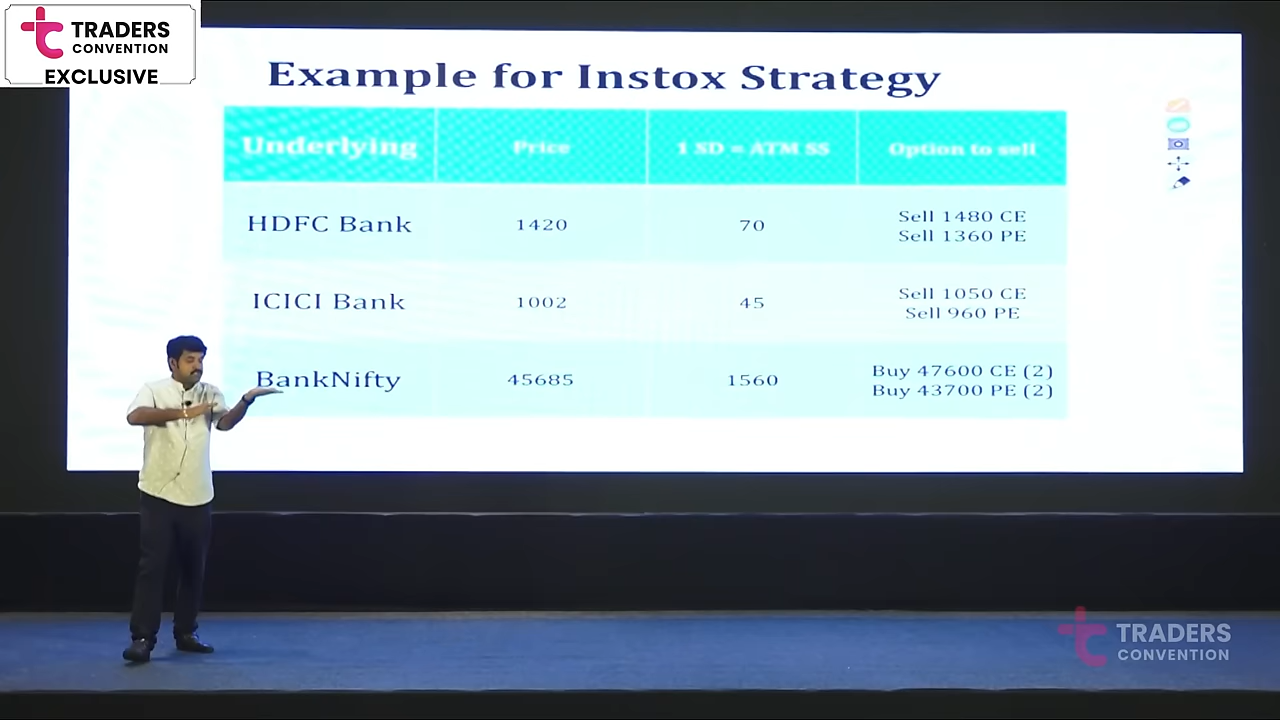 TRADERS
CONVENTION
EXCLUSIVE
Example for Instox Strategy
Underlying
Price
1 SD = ATM SS
Option to sell
HDFC Bank
1420
70
Sell 1480 CE
Sell 1360 PE
ICICI Bank
1002
45
Sell 1050 CE
Sell 960 PE
BankNifty
45685
1560
Buy 47600 CE (2)
Buy 43700 PE (2)
TRADERS
CONVENTION